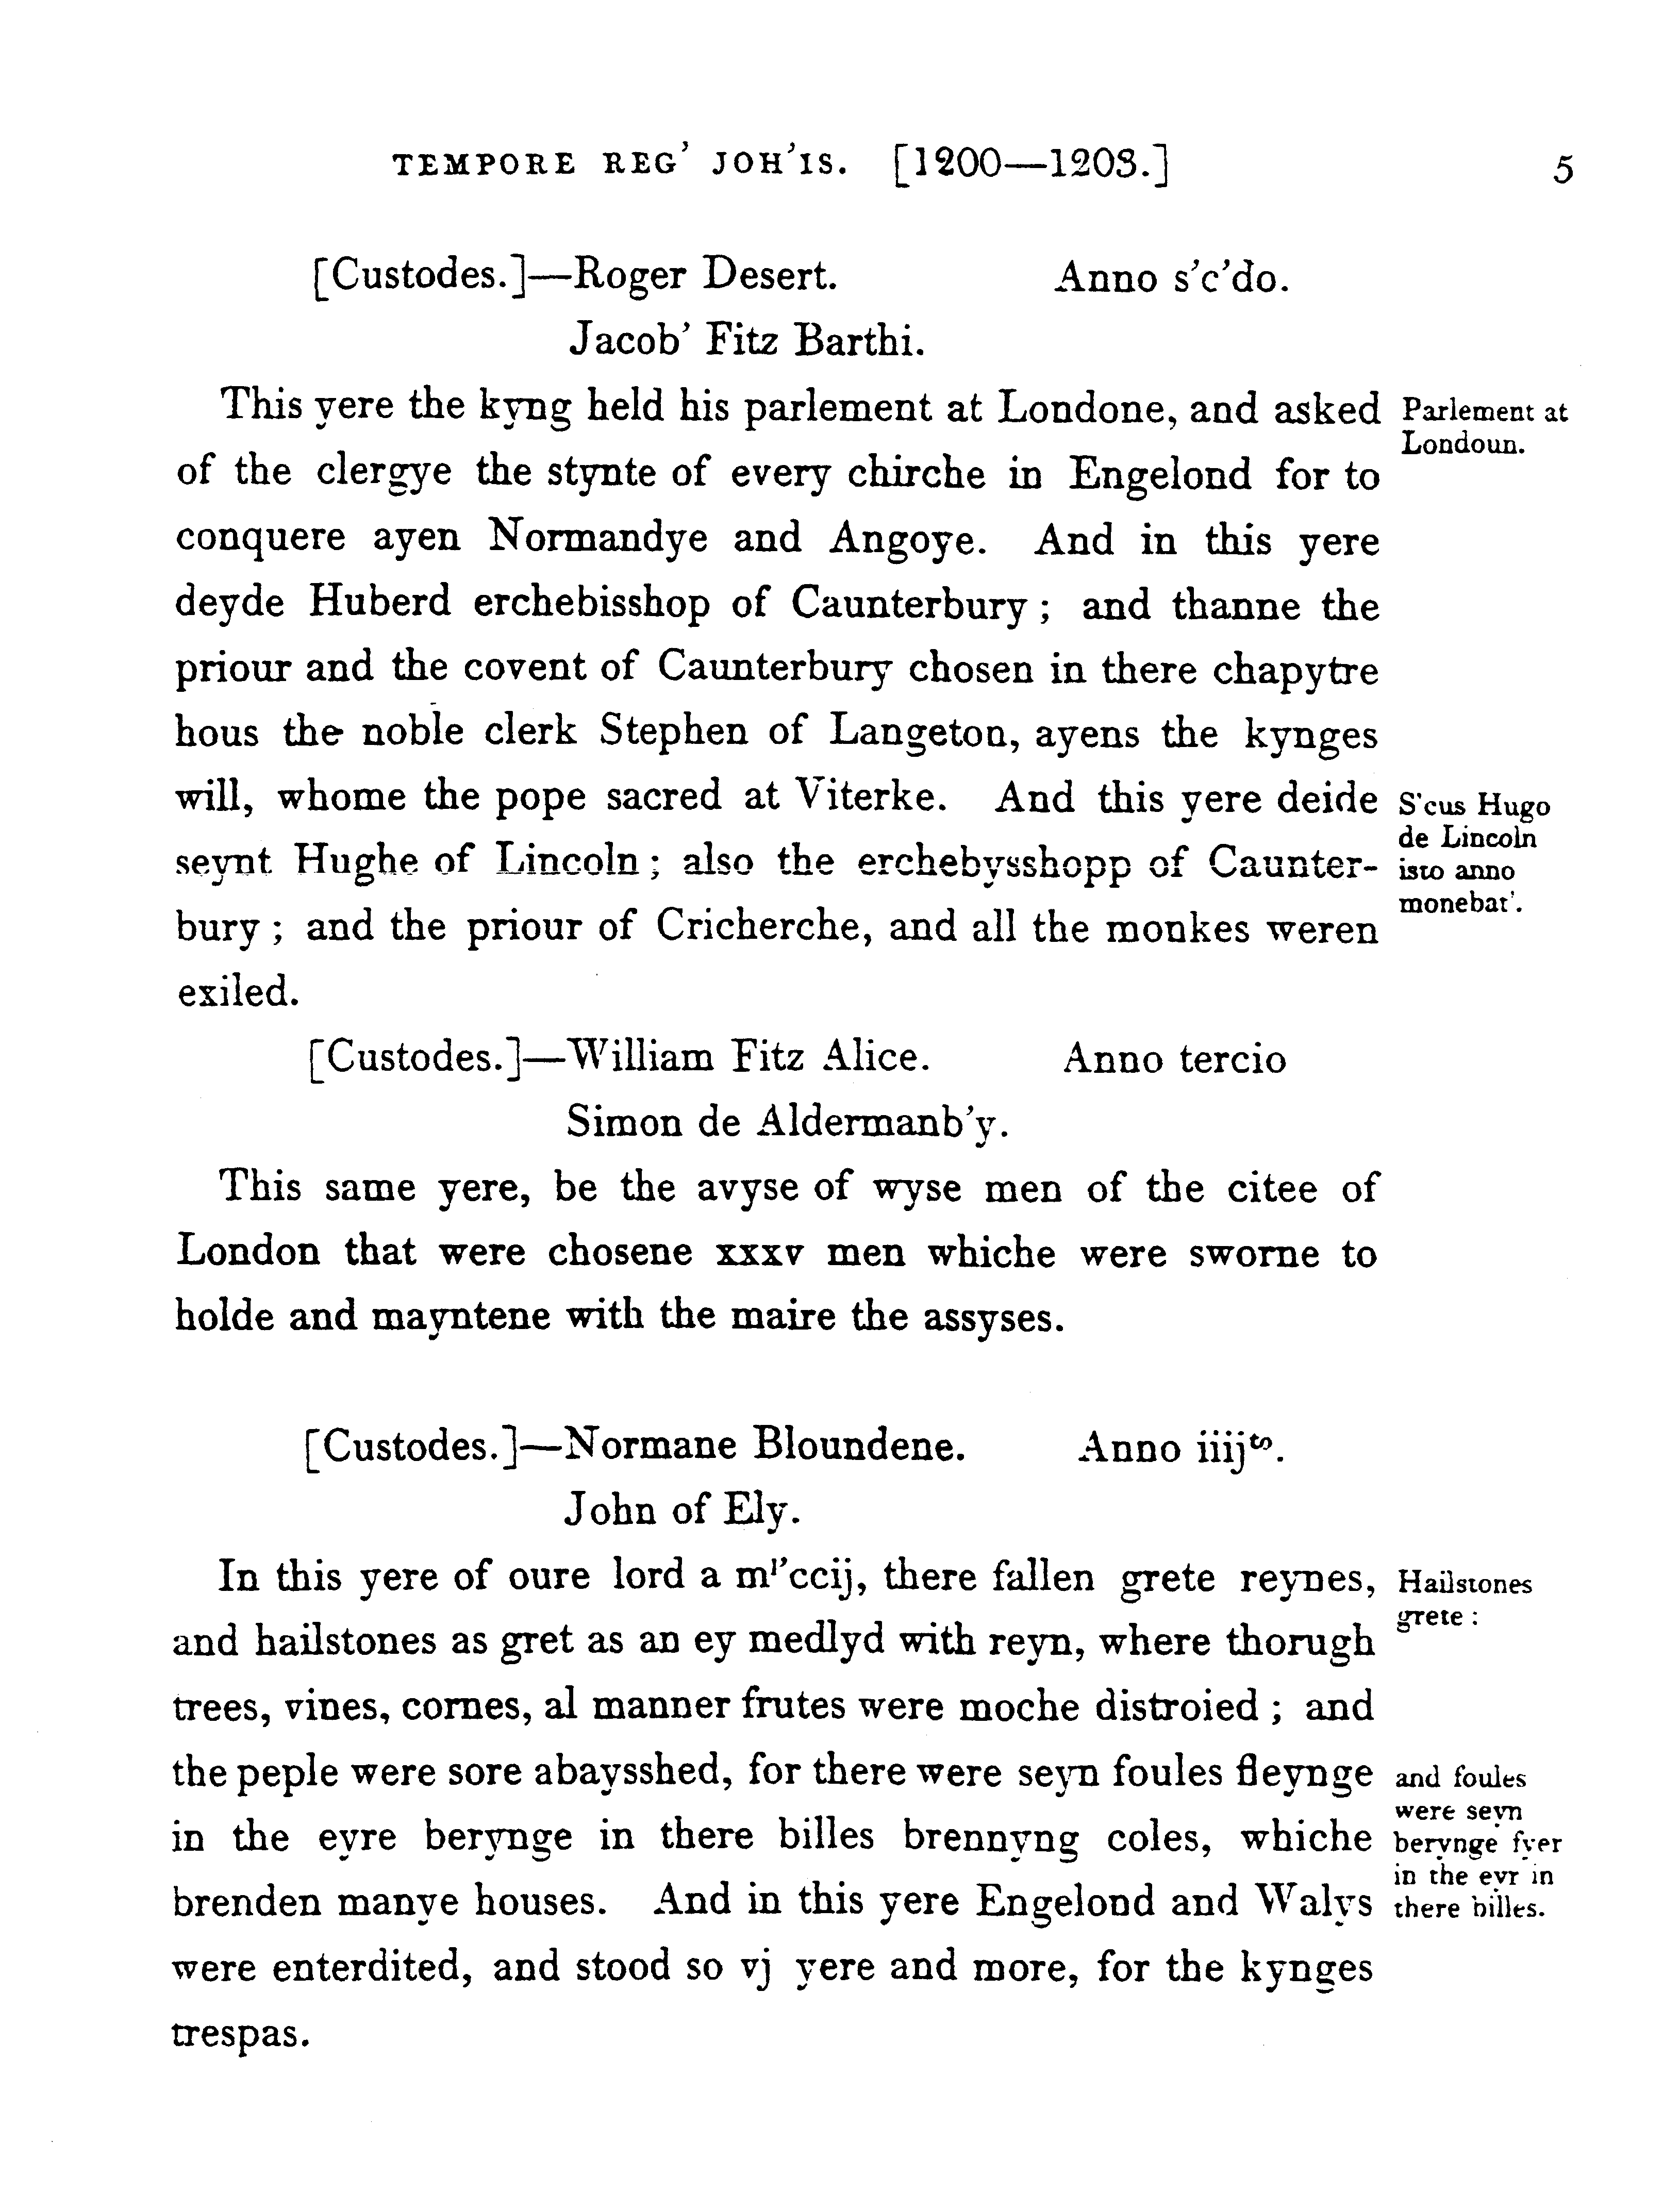 TEMPORE REG' JOH'IS. [1200—1203.] 5
[Custodes.]—Roger Desert. Anno s'c'do.
Jacob' Fitz Barthi.
This yere the kyng held his parlement at Londone, and asked
of the clergye the stynte of every chirche in Engelond for to
conquere ayen Normandye and Angoye. And in this yere
deyde Huberd erchebisshop of Caunterbury; and thanne the
priour and the covent of Caunterbury chosen in there chapytre
hous the noble clerk Stephen of Langeton, ayens the kynges
will, whome the pope sacred at Viterke. And this yere deide
seynt Hughe of Lincoln; also the erchebysshopp of Caunter-
bury; and the priour of Cricherche, and all the monkes weren
exiled.
Parlement at
Londoun.
S'cus Hugo
de Lincoln
isto anno
monebat'.
[Custodes.]—William Fitz Alice. Anno tercio
Simon de Aldermanb'y.
This same yere, be the avyse of wyse men of the citee of
London that were chosene xxxv men whiche were sworne to
holde and mayntene with the maire the assyses.
[Custodes.]—Normane Bloundene. Anno iiijto.
John of Ely.
In this yere of oure lord a ml'ccij, there fallen grete reynes,
and hailstones as gret as an ey medlyd with reyn, where thorugh
trees, vines, cornes, al manner frutes were moche distroied; and
the peple were sore abaysshed, for there were seyn foules fleynge
in the eyre berynge in there billes brennyng coles, whiche
brenden manye houses. And in this yere Engelond and Walys
were enterdited, and stood so vj yere and more, for the kynges
trespas.
Hailstones
grete:
and foules
were seyn
berynge fyer
in the eyr in
there billes.